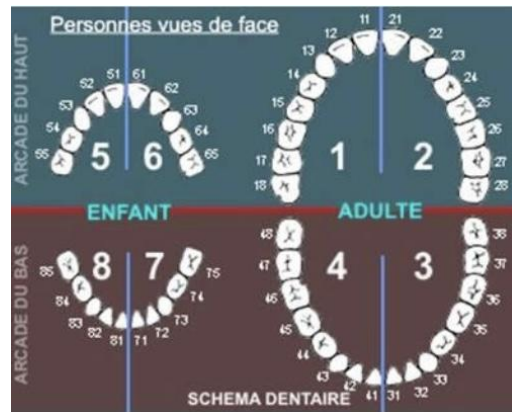 Personnes vues de face
ARCADE DU HAUT
55 54 53 52 51 61 62 63 64 65
5 6
18 17 16 15 14 13 12 11 21 22 23 24 25 26 27 28
1 2
ENFANT
ADULTE
ARCADE DU BAS
8 7
85 84 83 82 81 71 72 73 74 75
4 3
48 47 46 45 44 43 42 41 31 32 33 34 35 36 37 38
SCHEMA DENTAIRE